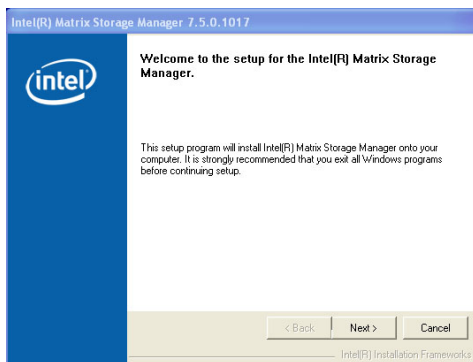 Intel(R) Matrix Storage Manager 7.5.0.1017
intel
Welcome to the setup for the Intel(R) Matrix Storage
Manager.
This setup program will install Intel(R) Matrix Storage Manager onto your
computer. It is strongly recommended that you exit all Windows programs
before continuing setup.
< Back
Next >
Cancel
Intel(R) Installation Frameworks